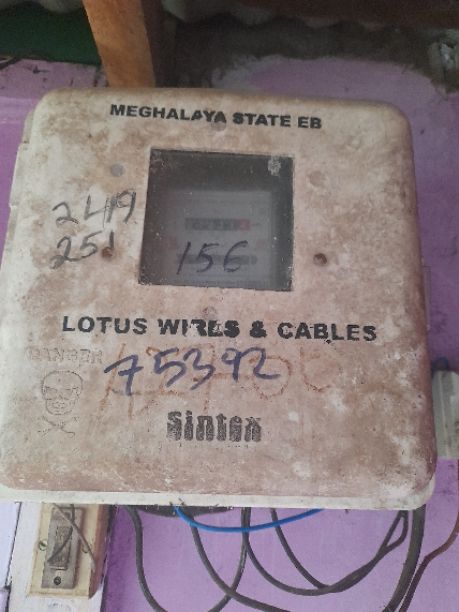 MEGHALAYA STATE EB
249
251
156
LOTUS WIRES & CABLES
DANGER
75392
Sintex